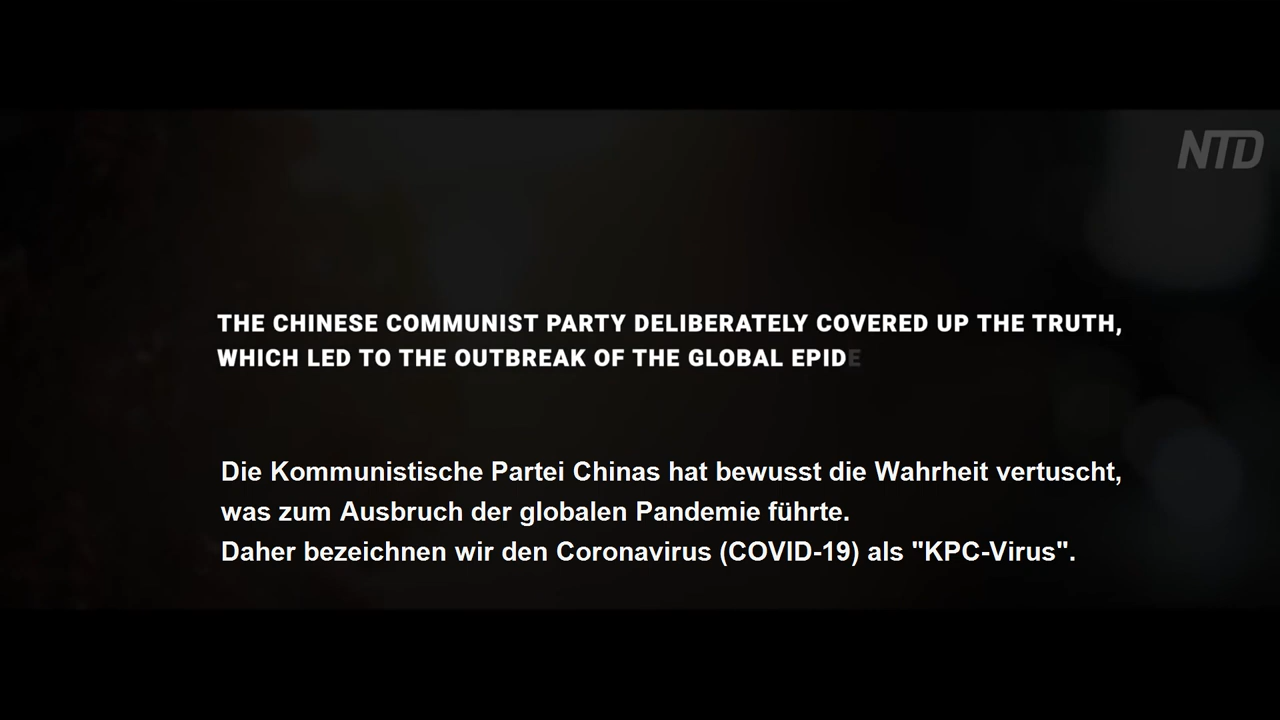 NTD
THE CHINESE COMMUNIST PARTY DELIBERATELY COVERED UP THE TRUTH,
WHICH LED TO THE OUTBREAK OF THE GLOBAL EPIDE
Die Kommunistische Partei Chinas hat bewusst die Wahrheit vertuscht,
was zum Ausbruch der globalen Pandemie führte.
Daher bezeichnen wir den Coronavirus (COVID-19) als "KPC-Virus".